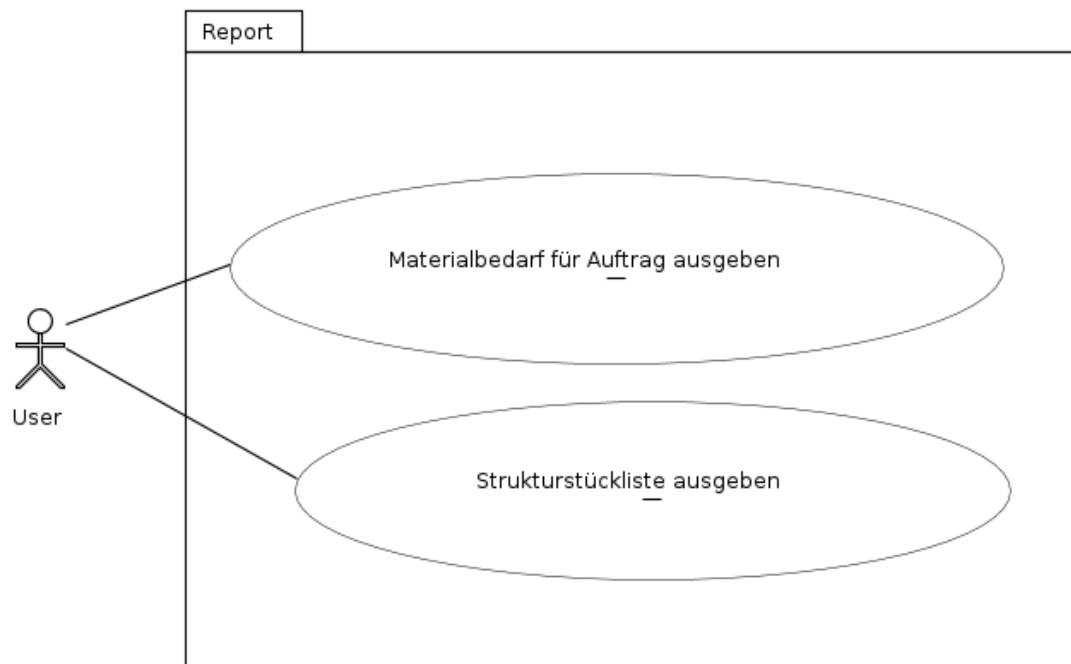 Report
Materialbedarf für Auftrag ausgeben
User
Strukturstückliste ausgeben